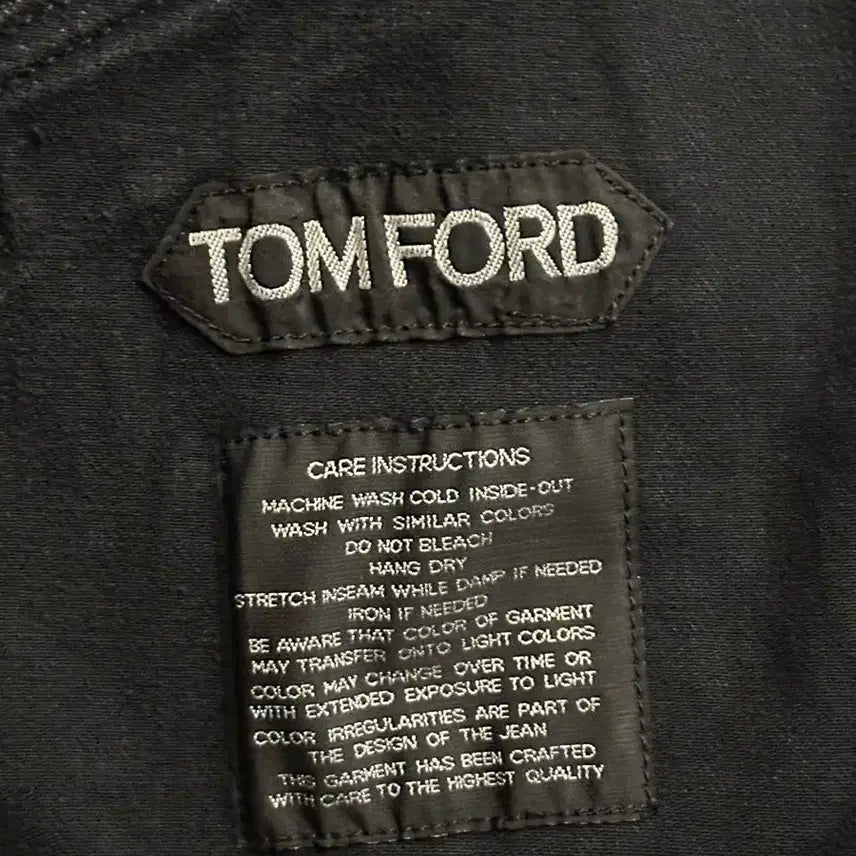 TOM FORD
CARE INSTRUCTIONS
MACHINE WASH COLD INSIDE-OUT
WASH WITH SIMILAR COLORS
DO NOT BLEACH
HANG DRY
STRETCH INSEAM WHILE DAMP IF NEEDED
IRON IF NEEDED
BE AWARE THAT COLOR OF GARMENT
MAY TRANSFER ONTO LIGHT COLORS
COLOR MAY CHANGE OVER TIME OR
WITH EXTENDED EXPOSURE TO LIGHT
COLOR IRREGULARITIES ARE PART OF
THE DESIGN OF THE JEAN
THIS GARMENT HAS BEEN CRAFTED
WITH CARE TO THE HIGHEST QUALITY